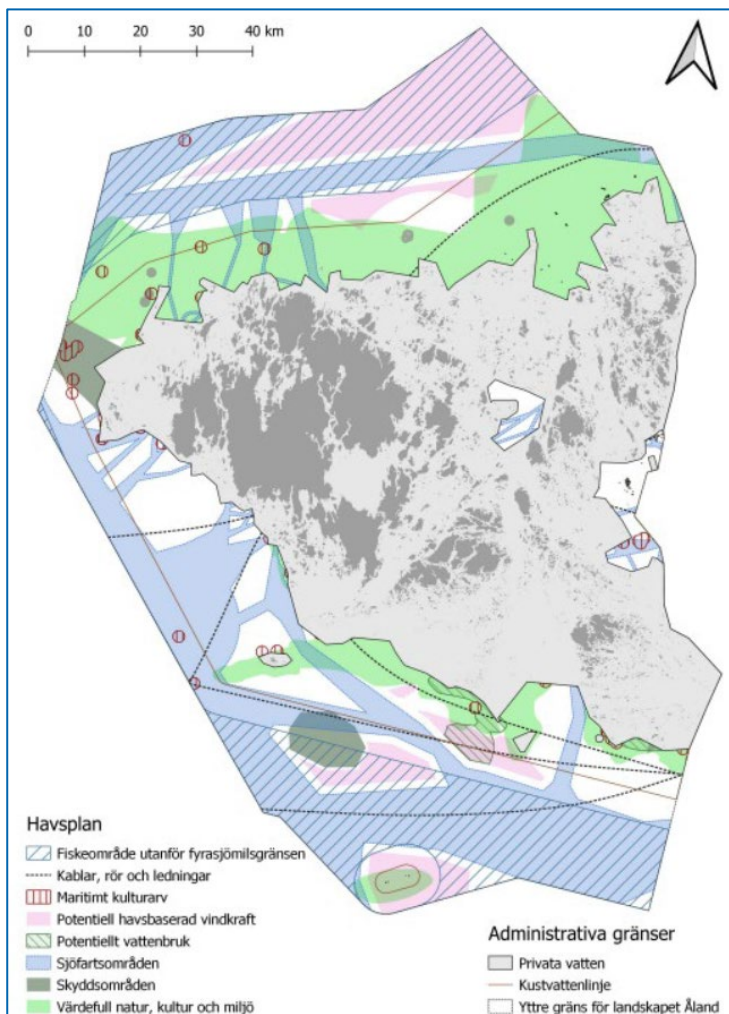 0 10 20 30 40 km
Havsplan
Fiskeområde utanför fyrasjömilsgränsen
Kablar, rör och ledningar
Maritimt kulturarv
Potentiell havsbaserad vindkraft
Potentiellt vattenbruk
Sjöfartsområden
Skyddsområden
Värdefull natur, kultur och miljö
Administrativa gränser
Privata vatten
Kustvattenlinje
Yttre gräns för landskapet Åland